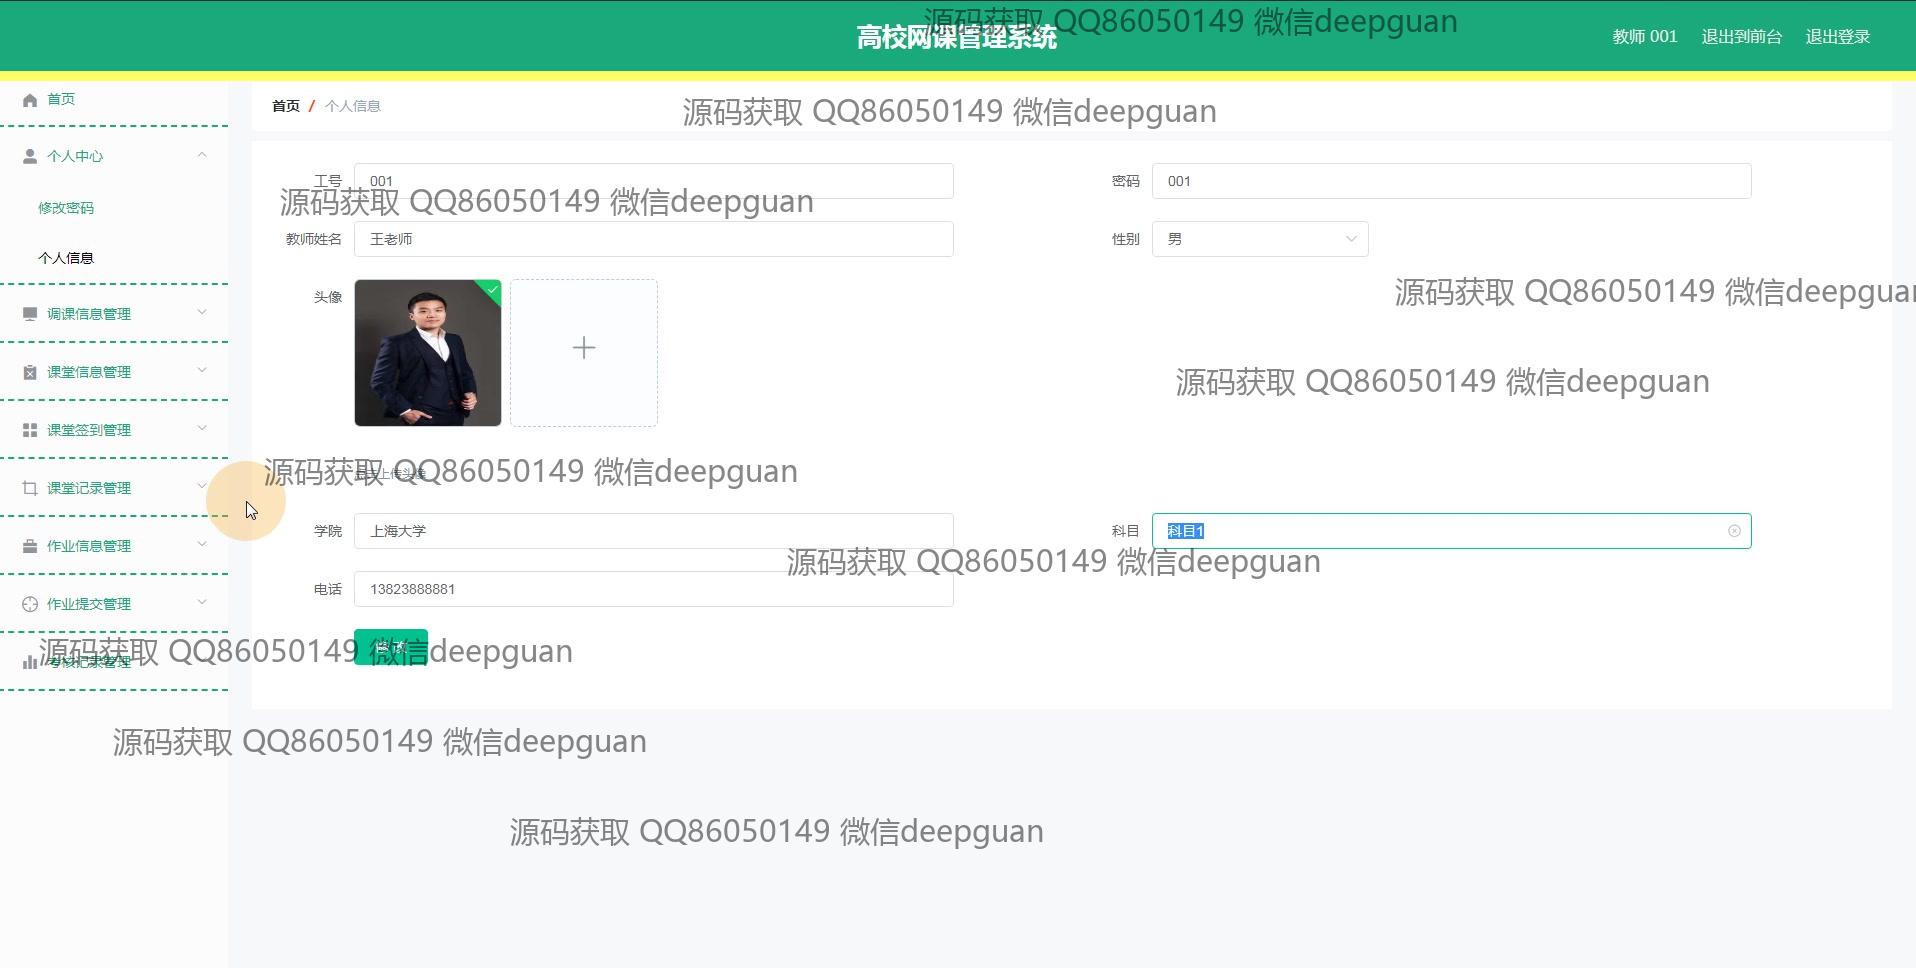 源码获取 QQ86050149 微信deepguan
高校网课管理系统
教师 001 退出到前台 退出登录
首页
首页 / 个人信息
源码获取 QQ86050149 微信deepguan
个人中心
工号 001
密码 001
源码获取 QQ86050149 微信deepguan
修改密码
教师姓名 王老师
性别 男
个人信息
头像
源码获取 QQ86050149 微信deepguan
调课信息管理
课堂信息管理
源码获取 QQ86050149 微信deepguan
课堂签到管理
源码获取 QQ86050149 微信deepguan
点击上传头像
课堂记录管理
学院 上海大学
科目 科目1
作业信息管理
源码获取 QQ86050149 微信deepguan
电话 13823888881
作业提交管理
源码获取 QQ86050149 微信deepguan
源码获取 QQ86050149 微信deepguan
源码获取 QQ86050149 微信deepguan